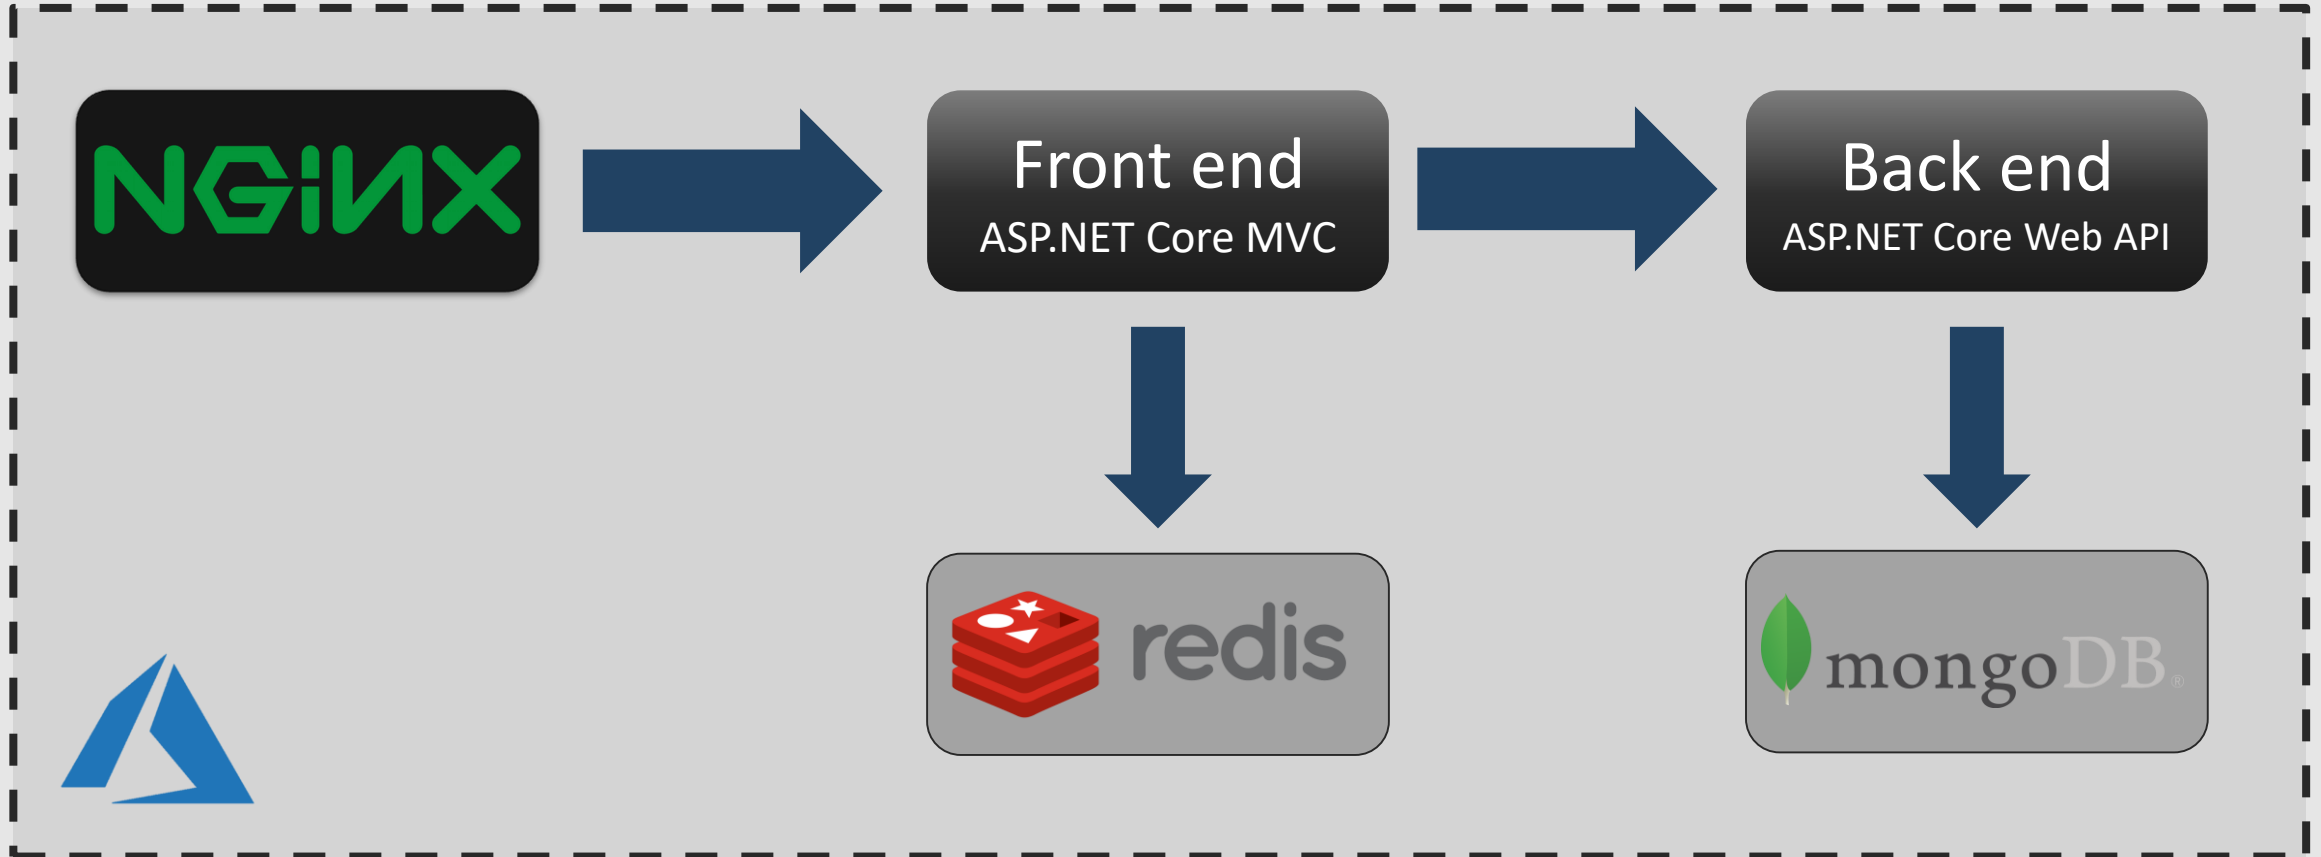 NGINX
Front end
ASP.NET Core MVC
Back end
ASP.NET Core Web API
redis
mongoDB®